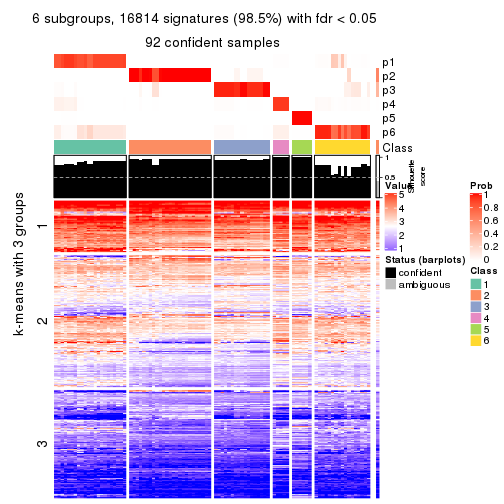 6 subgroups, 16814 signatures (98.5%) with fdr < 0.05
92 confident samples
p1
p2
p3
p4
p5
p6
Class
1
0.5
0
Silhouette
score
k-means with 3 groups
1
2
3
Value
5
4
3
2
1
Status (barplots)
confident
ambiguous
Prob
1
0.8
0.6
0.4
0.2
0
Class
1
2
3
4
5
6